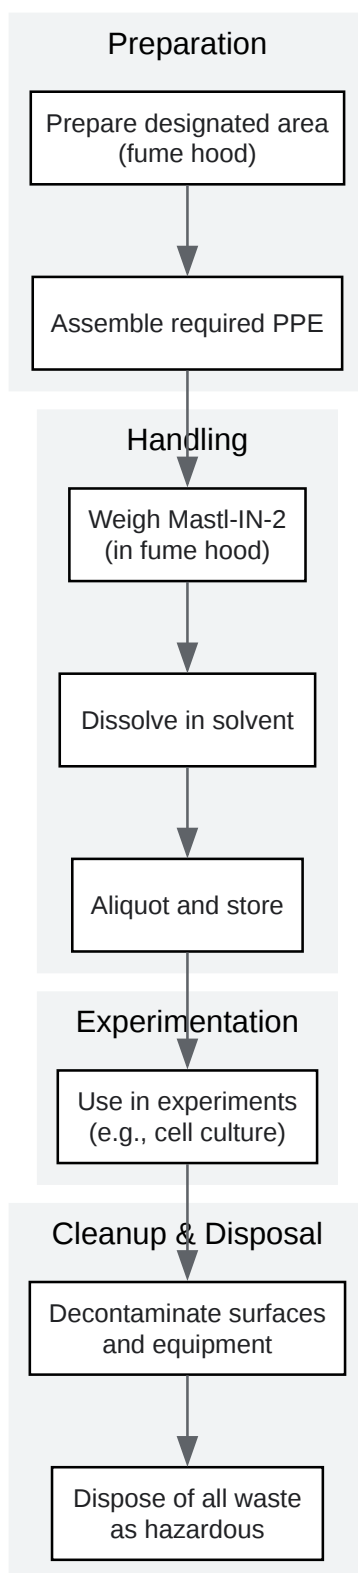 Preparation
Prepare designated area
(fume hood)
Assemble required PPE
Handling
Weigh Mastl-IN-2
(in fume hood)
Dissolve in solvent
Aliquot and store
Experimentation
Use in experiments
(e.g., cell culture)
Cleanup & Disposal
Decontaminate surfaces
and equipment
Dispose of all waste
as hazardous